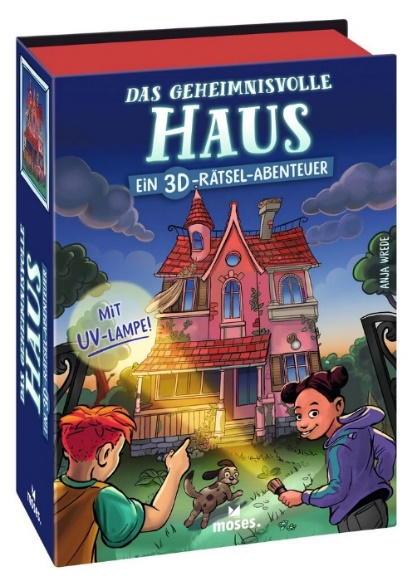 DAS GEHEIMNISVOLLE
HAUS
EIN 3D-RÄTSEL-ABENTEUER
ANJA WREDE
MIT
UV-LAMPE!
moses.
DAS GEHEIMNISVOLLE
HAUS
EIN 3D-RÄTSEL-ABENTEUER